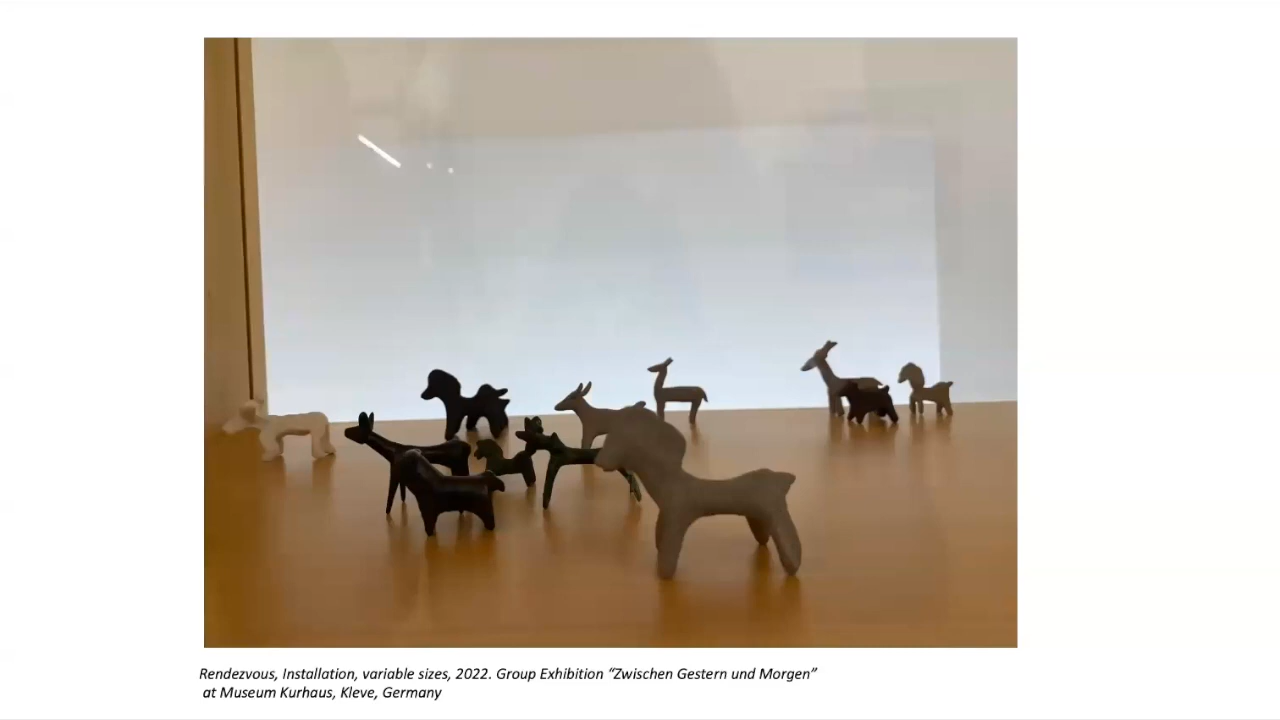 Rendezvous, Installation, variable sizes, 2022. Group Exhibition “Zwischen Gestern und Morgen”
at Museum Kurhaus, Kleve, Germany